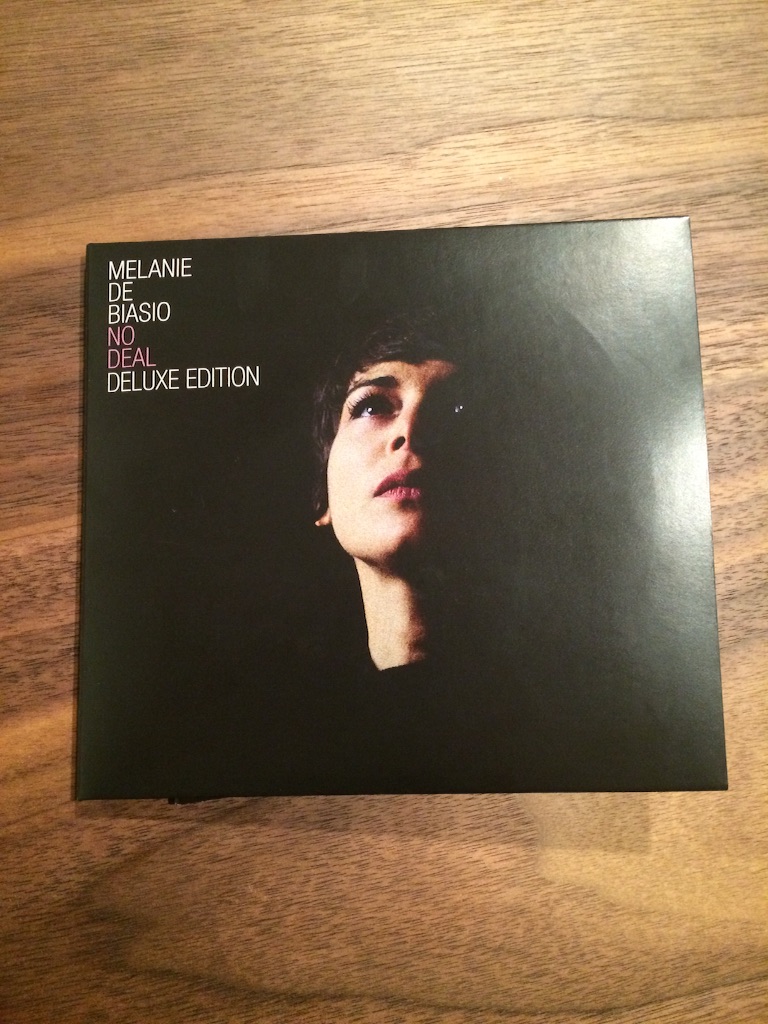 MELANIE
DE
BIASIO
NO
DEAL
DELUXE EDITION